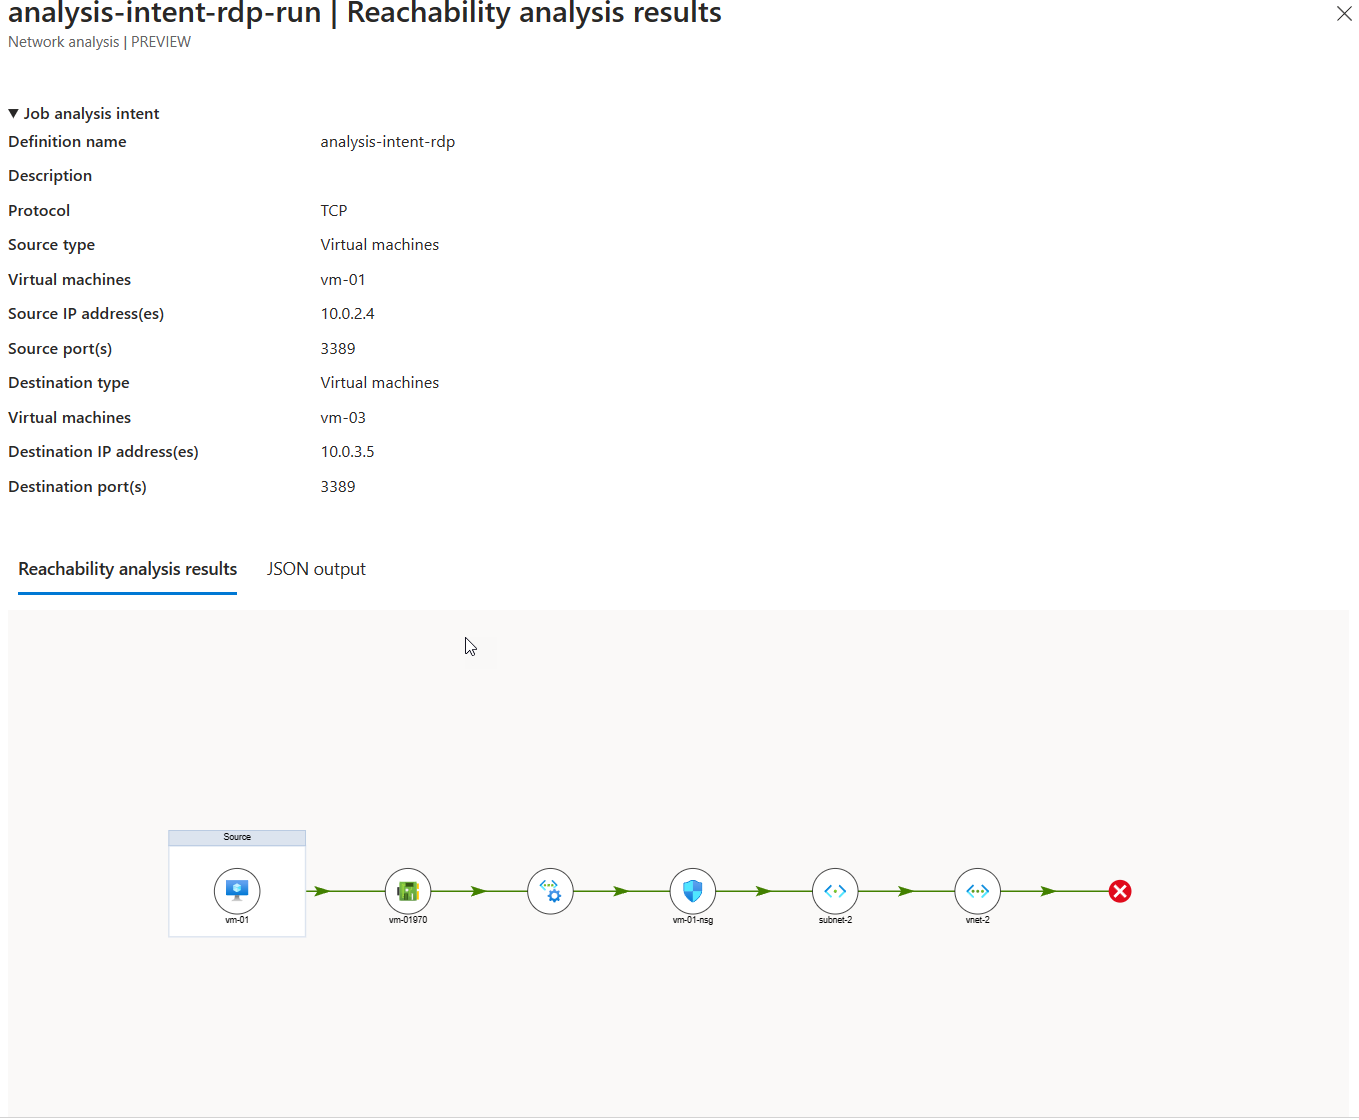 analysis-intent-rdp-run | Reachability analysis results
Network analysis | PREVIEW
Job analysis intent
Definition name analysis-intent-rdp
Description
Protocol TCP
Source type Virtual machines
Virtual machines vm-01
Source IP address(es) 10.0.2.4
Source port(s) 3389
Destination type Virtual machines
Virtual machines vm-03
Destination IP address(es) 10.0.3.5
Destination port(s) 3389
Reachability analysis results JSON output
Source
vm-01 vm-01970 vm-01-nsg subnet-2 vnet-2